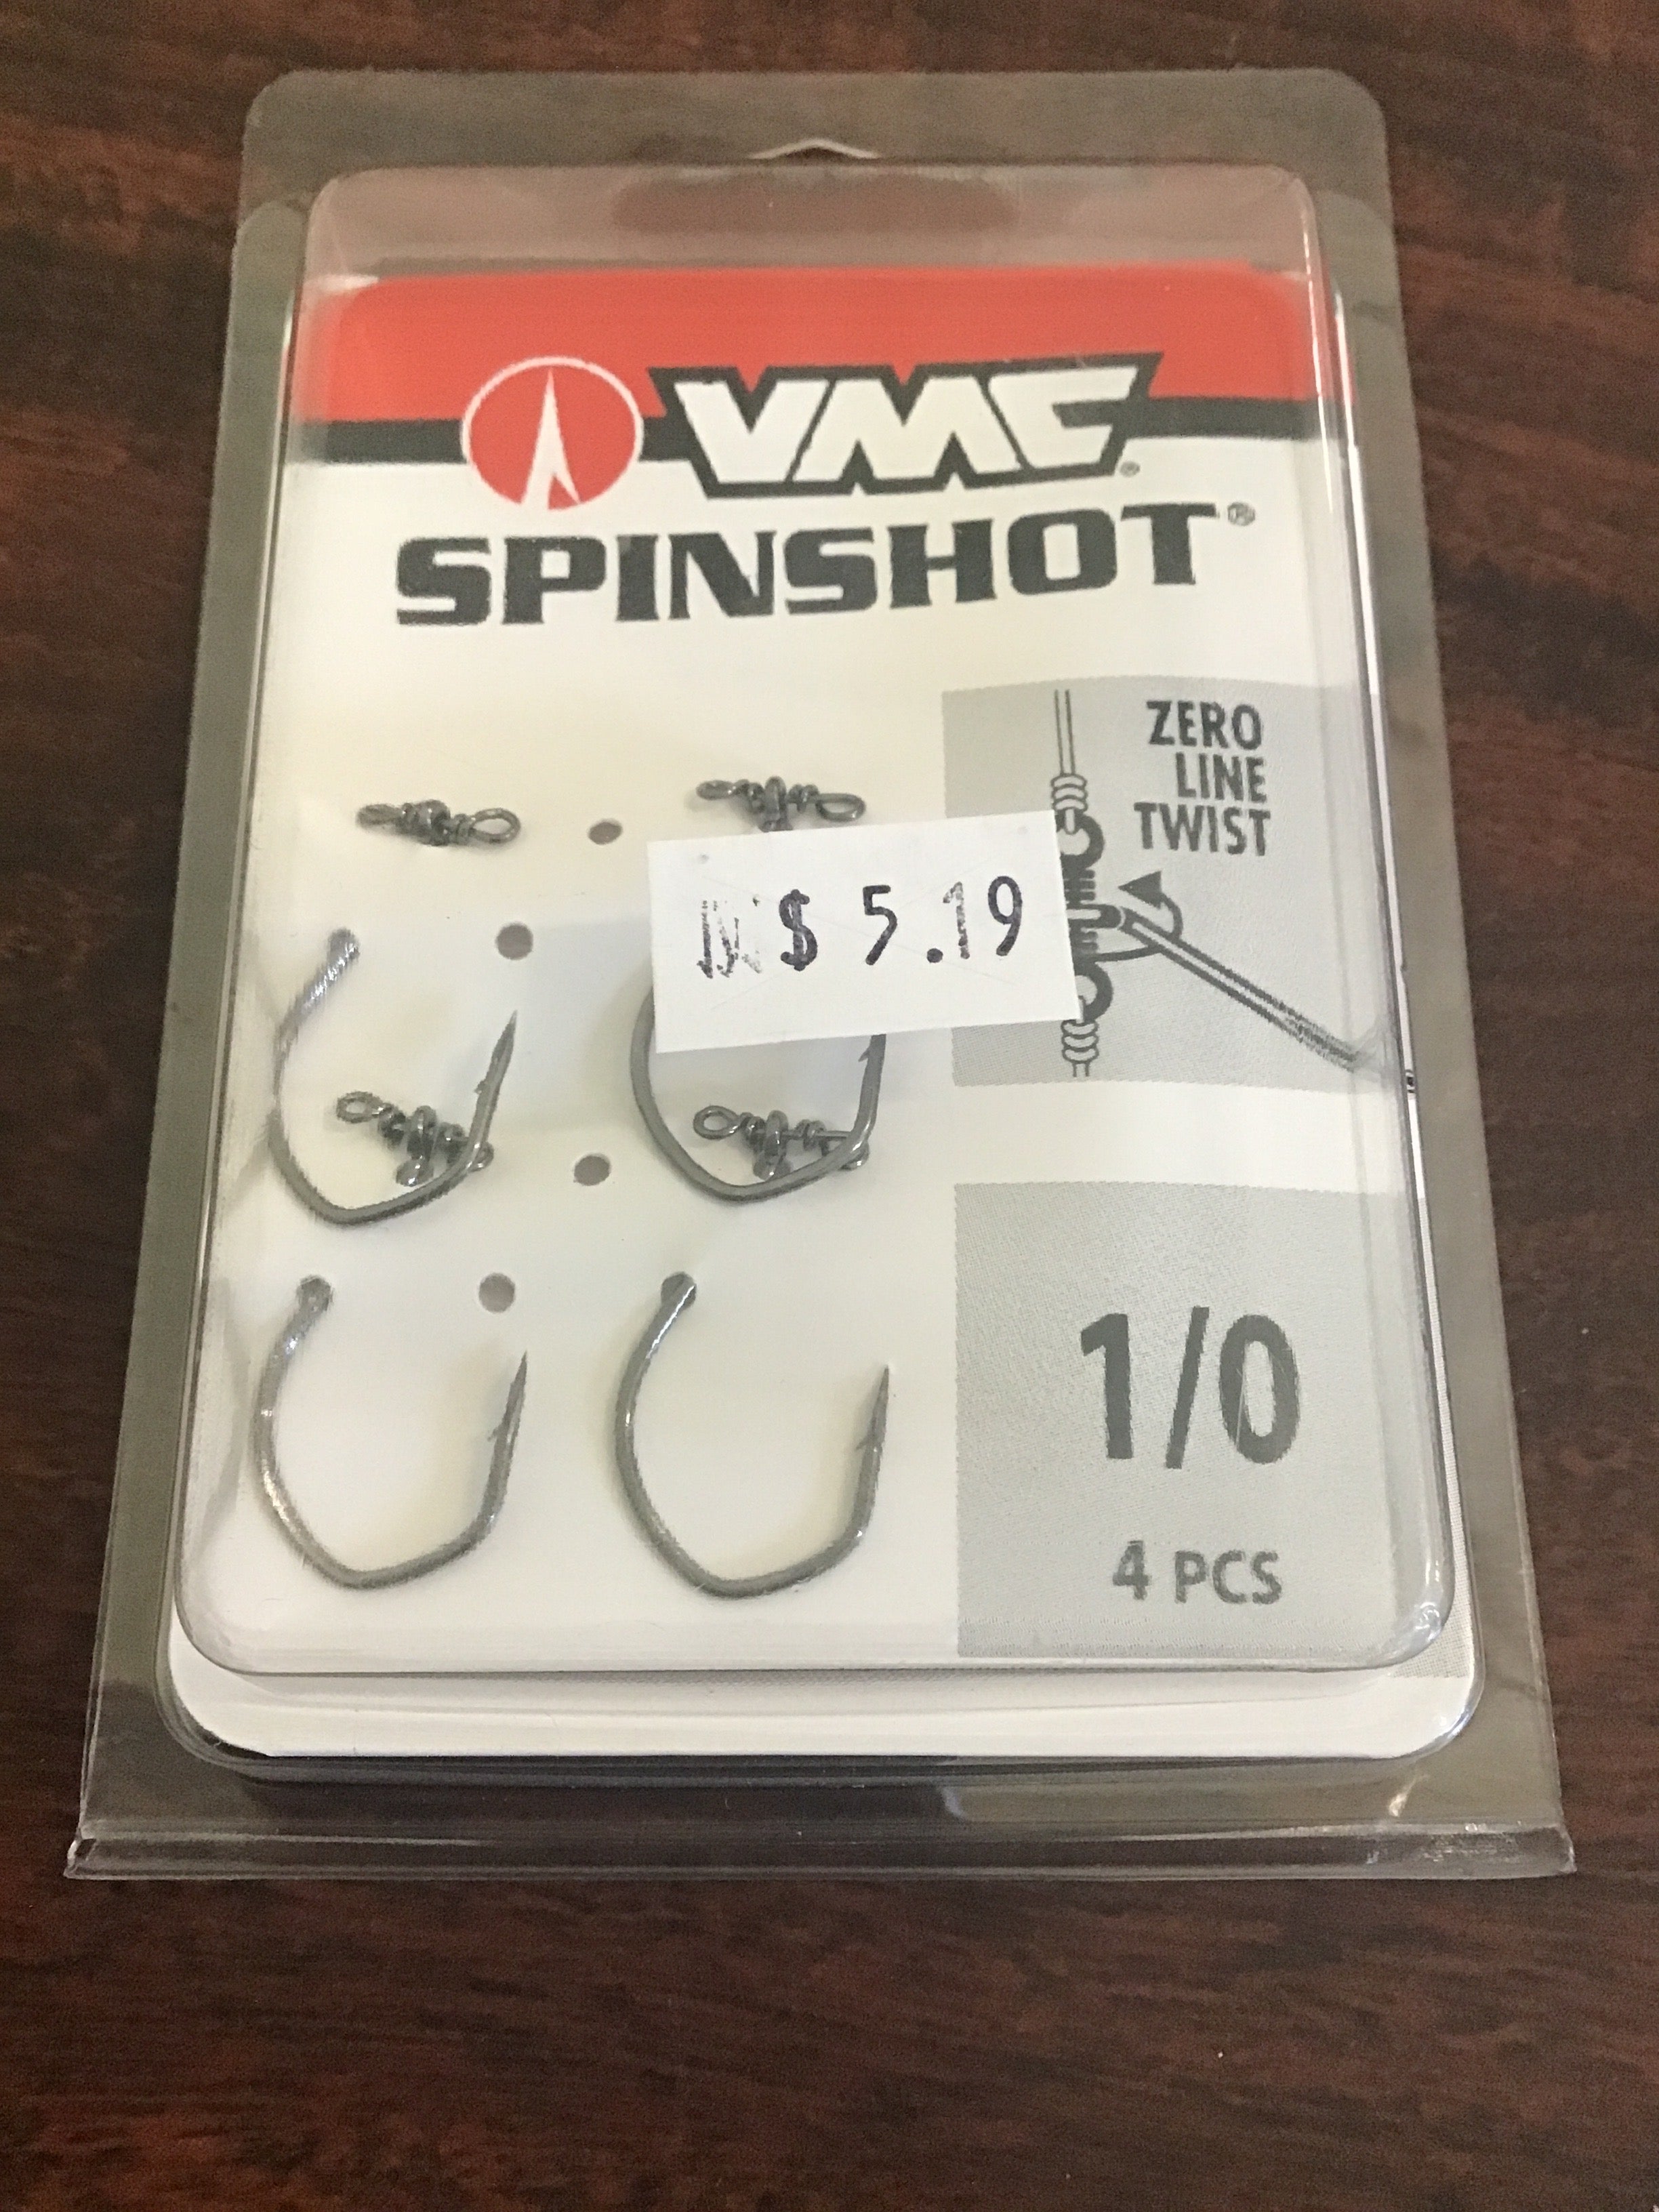 VMC®
SPINSHOT®
ZERO
LINE
TWIST
$ 5.19
1/0
4 PCS